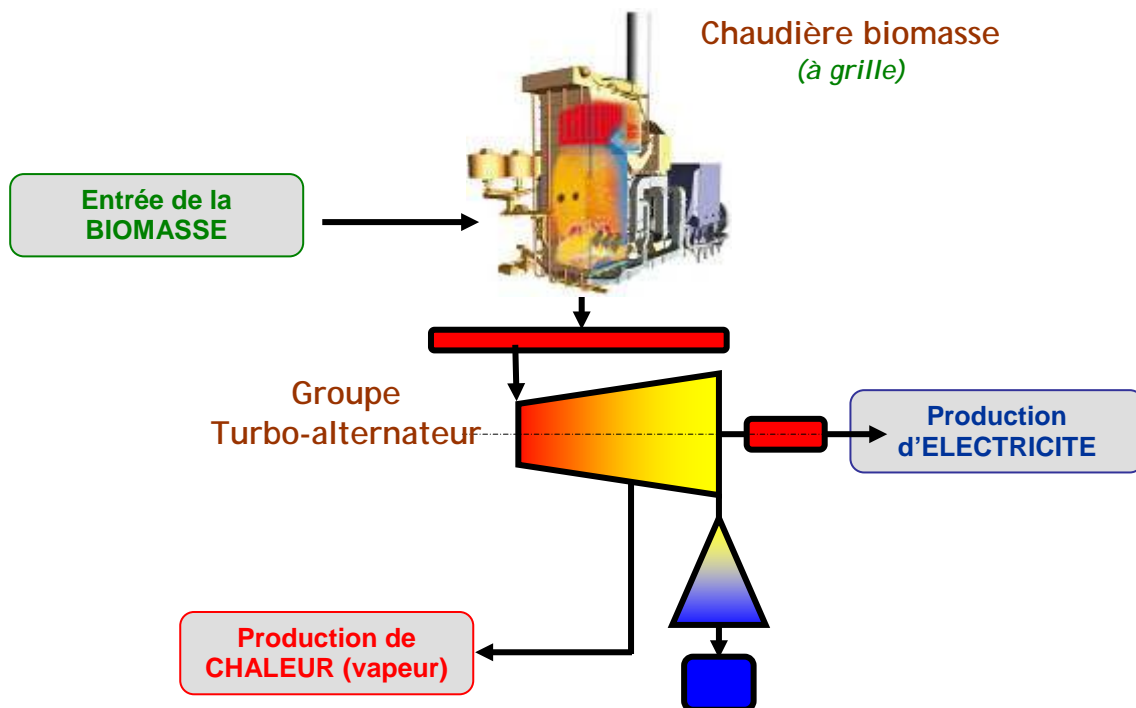 Chaudière biomasse
(à grille)
Entrée de la
BIOMASSE
Groupe
Turbo-alternateur
Production
d’ELECTRICITE
Production de
CHALEUR (vapeur)